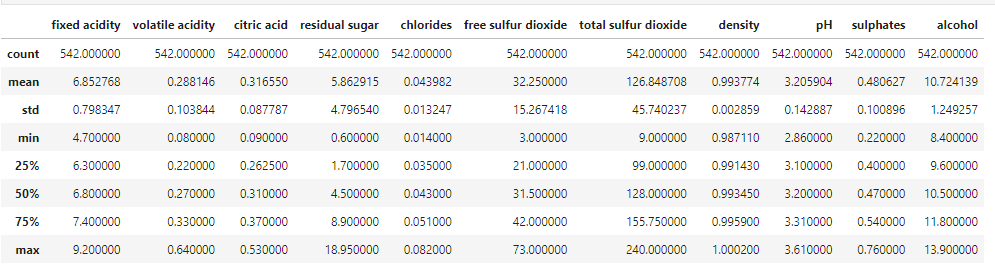 fixed acidity volatile acidity citric acid residual sugar chlorides free sulfur dioxide total sulfur dioxide density pH sulphates alcohol
count 542.000000 542.000000 542.000000 542.000000 542.000000 542.000000 542.000000 542.000000 542.000000 542.000000 542.000000
mean 6.852768 0.288146 0.316550 5.862915 0.043982 32.250000 126.848708 0.993774 3.205904 0.480627 10.724139
std 0.798347 0.103844 0.087787 4.796540 0.013247 15.267418 45.740237 0.002859 0.142887 0.100896 1.249257
min 4.700000 0.080000 0.090000 0.600000 0.014000 3.000000 9.000000 0.987110 2.860000 0.220000 8.400000
25% 6.300000 0.220000 0.262500 1.700000 0.035000 21.000000 99.000000 0.991430 3.100000 0.400000 9.600000
50% 6.800000 0.270000 0.310000 4.500000 0.043000 31.500000 128.000000 0.993450 3.200000 0.470000 10.500000
75% 7.400000 0.330000 0.370000 8.900000 0.051000 42.000000 155.750000 0.995900 3.310000 0.540000 11.800000
max 9.200000 0.640000 0.530000 18.950000 0.082000 73.000000 240.000000 1.000200 3.610000 0.760000 13.900000